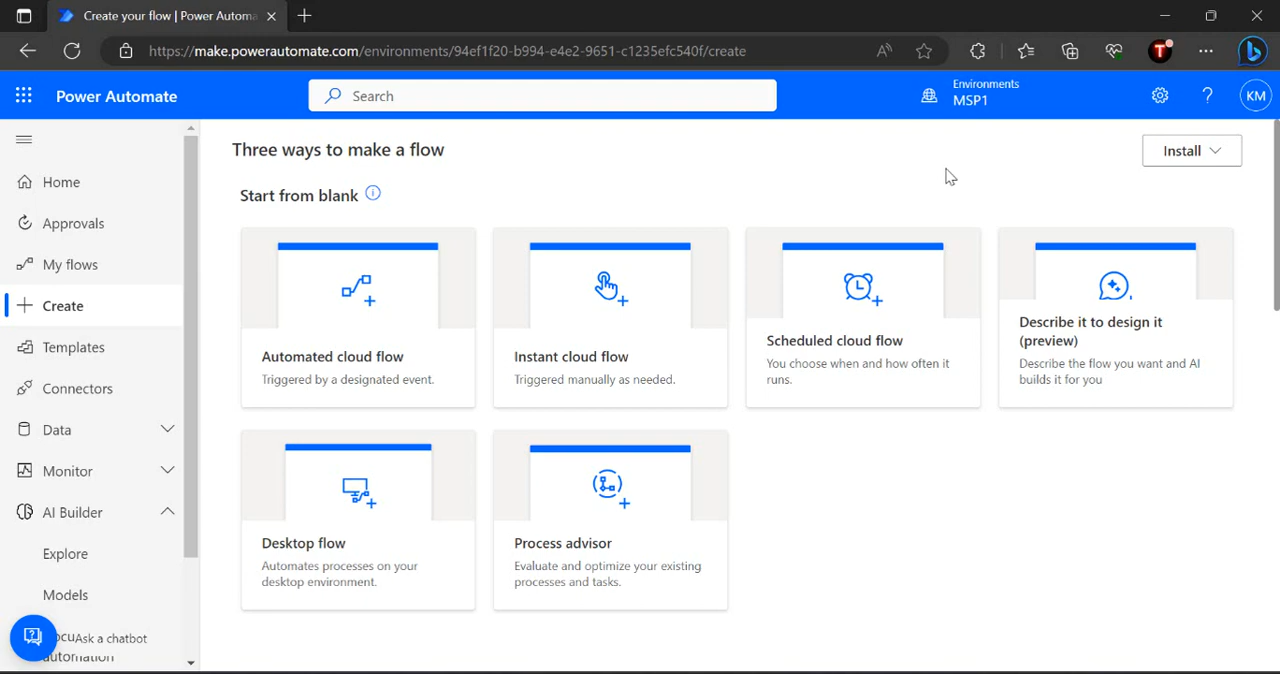 Create your flow | Power Automa
https://make.powerautomate.com/environments/94ef1f20-b994-e4e2-9651-c1235efc540f/create
T
Power Automate
Search
Environments
MSP1
?
KM
Home
Approvals
My flows
Create
Templates
Connectors
Data
Monitor
AI Builder
Explore
Models
ocu
Ask a chatbot
automation
Three ways to make a flow
Install
Start from blank
Automated cloud flow
Triggered by a designated event.
Instant cloud flow
Triggered manually as needed.
Scheduled cloud flow
You choose when and how often it
runs.
Describe it to design it
(preview)
Describe the flow you want and AI
builds it for you
Desktop flow
Automates processes on your
desktop environment.
Process advisor
Evaluate and optimize your existing
processes and tasks.